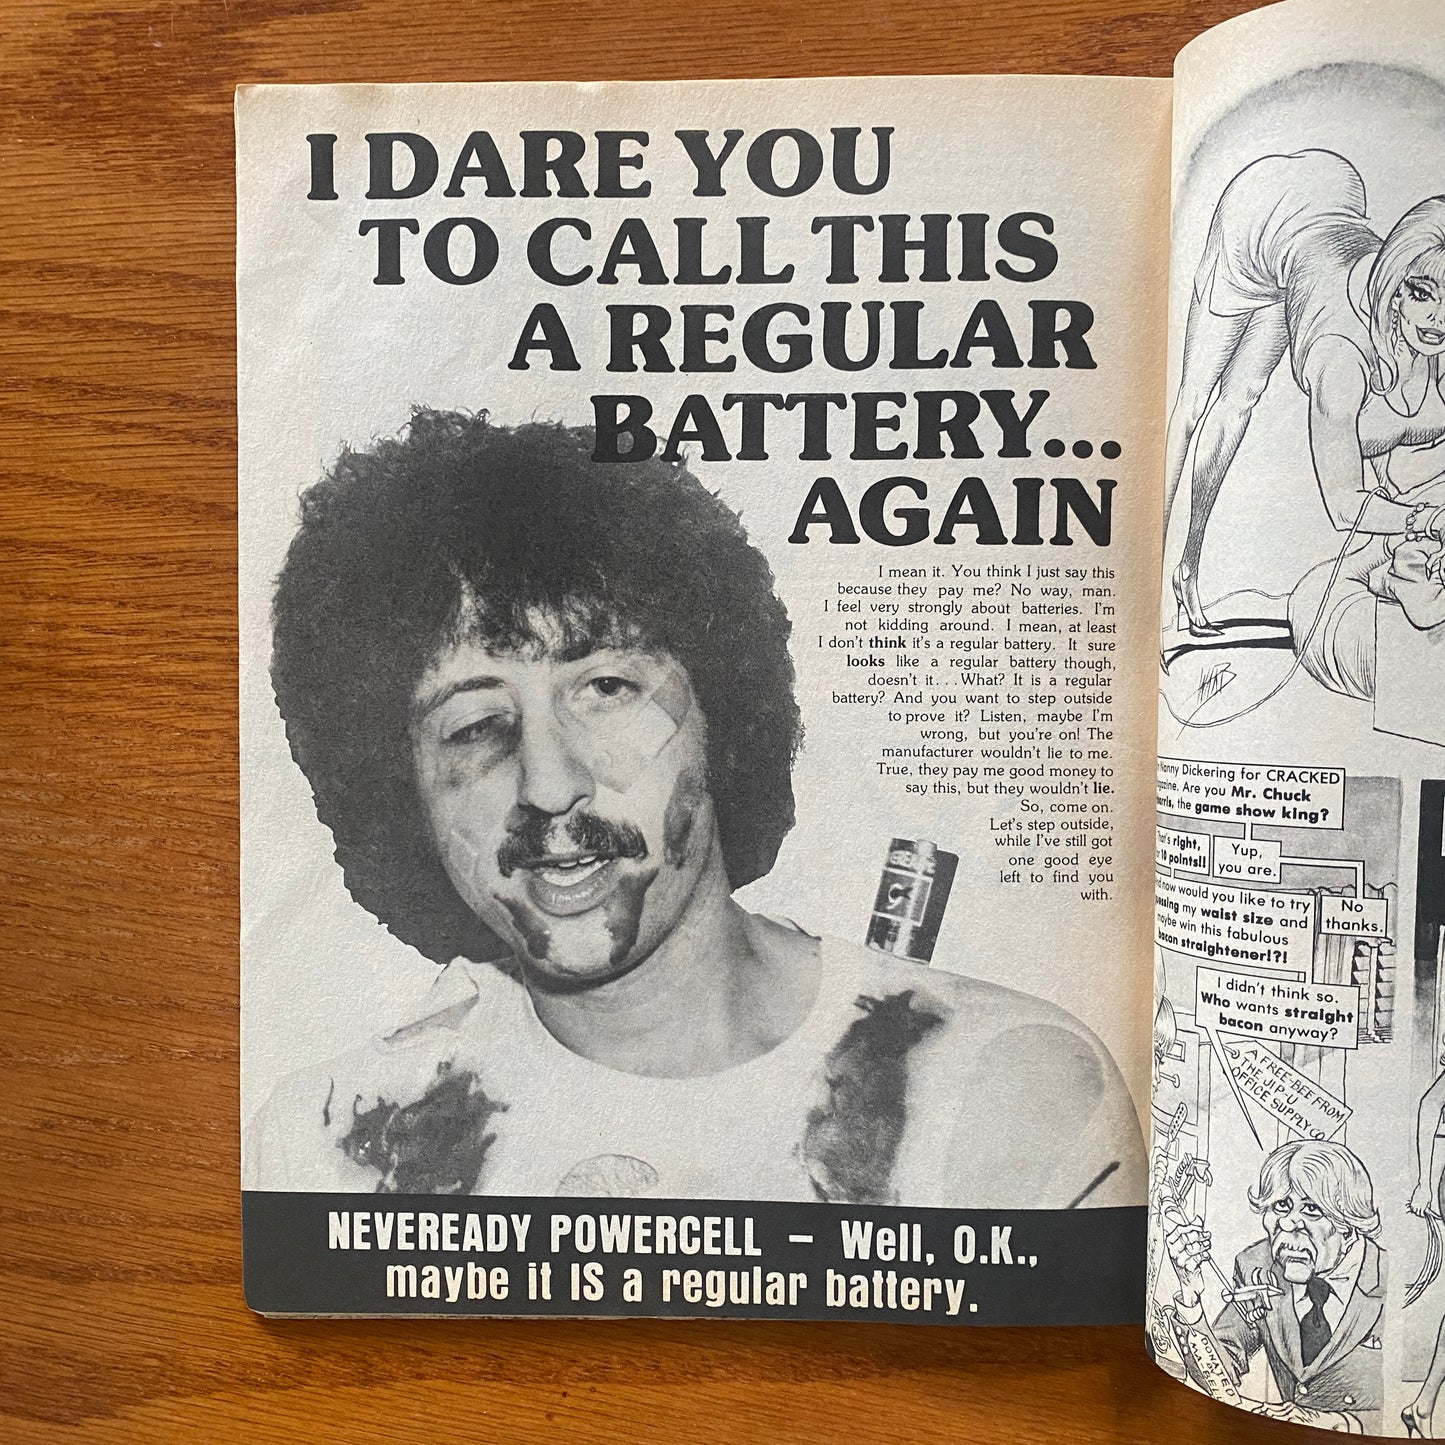 I DARE YOU
TO CALL THIS
A REGULAR
BATTERY...
AGAIN
I mean it. You think I just say this
because they pay me? No way, man.
I feel very strongly about batteries. I'm
not kidding around. I mean, at least
I don't think it's a regular battery. It sure
looks like a regular battery though,
doesn't it...What? It is a regular
battery? And you want to step outside
to prove it? Listen, maybe I'm
wrong, but you're on! The
manufacturer wouldn't lie to me.
True, they pay me good money to
say this, but they wouldn't lie.
So, come on.
Let's step outside,
while I've still got
one good eye
left to find you
with.
NEVEREADY POWERCELL – Well, O.K.,
maybe it IS a regular battery.
Nanny Dickering for CRACKED
Are you Mr. Chuck
the game show king?
right,
10 points!!
Yup,
you are.
now would you like to try
my waist size and
maybe win this fabulous
bacon straightener!?!
No
thanks.
I didn't think so.
Who wants straight
bacon anyway?
A FREE-BEE FROM
THE JIP-U
OFFICE SUPPLY CO
DONATED
BY
MA-BELL